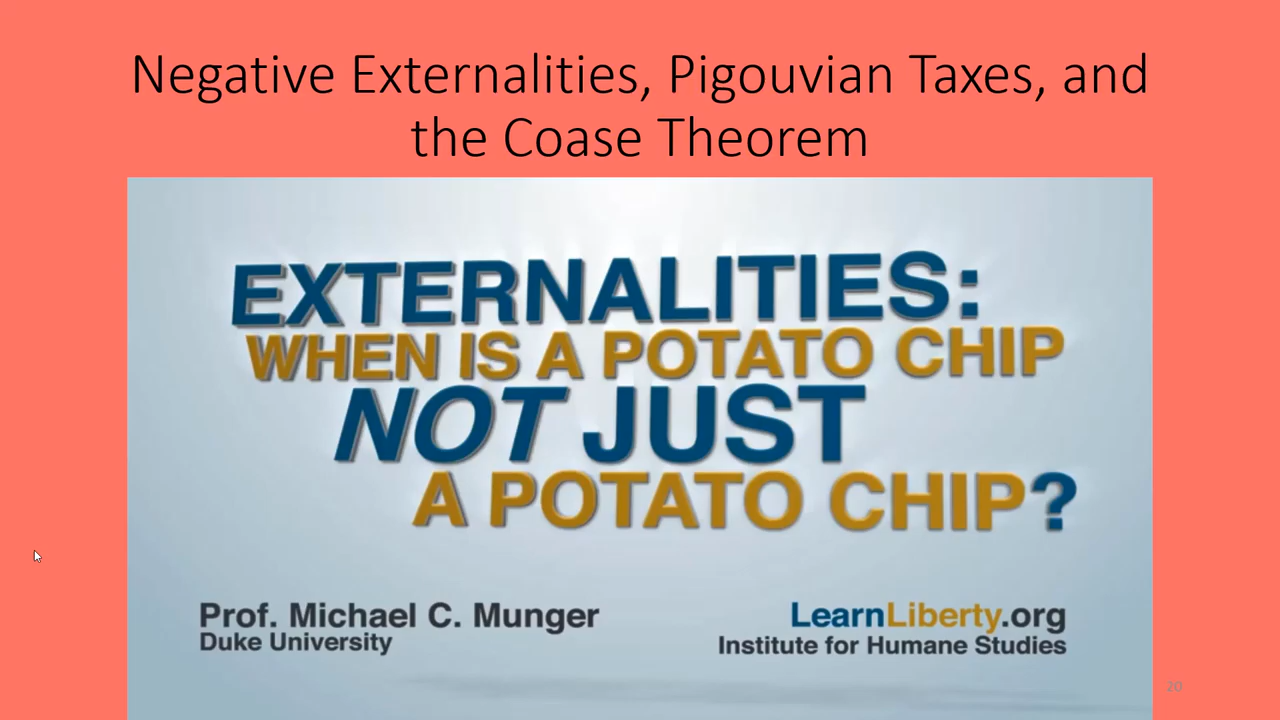 Negative Externalities, Pigouvian Taxes, and
the Coase Theorem
EXTERNALITIES:
WHEN IS A POTATO CHIP
NOT JUST
A POTATO CHIP?
Prof. Michael C. Munger
Duke University
LearnLiberty.org
Institute for Humane Studies
20